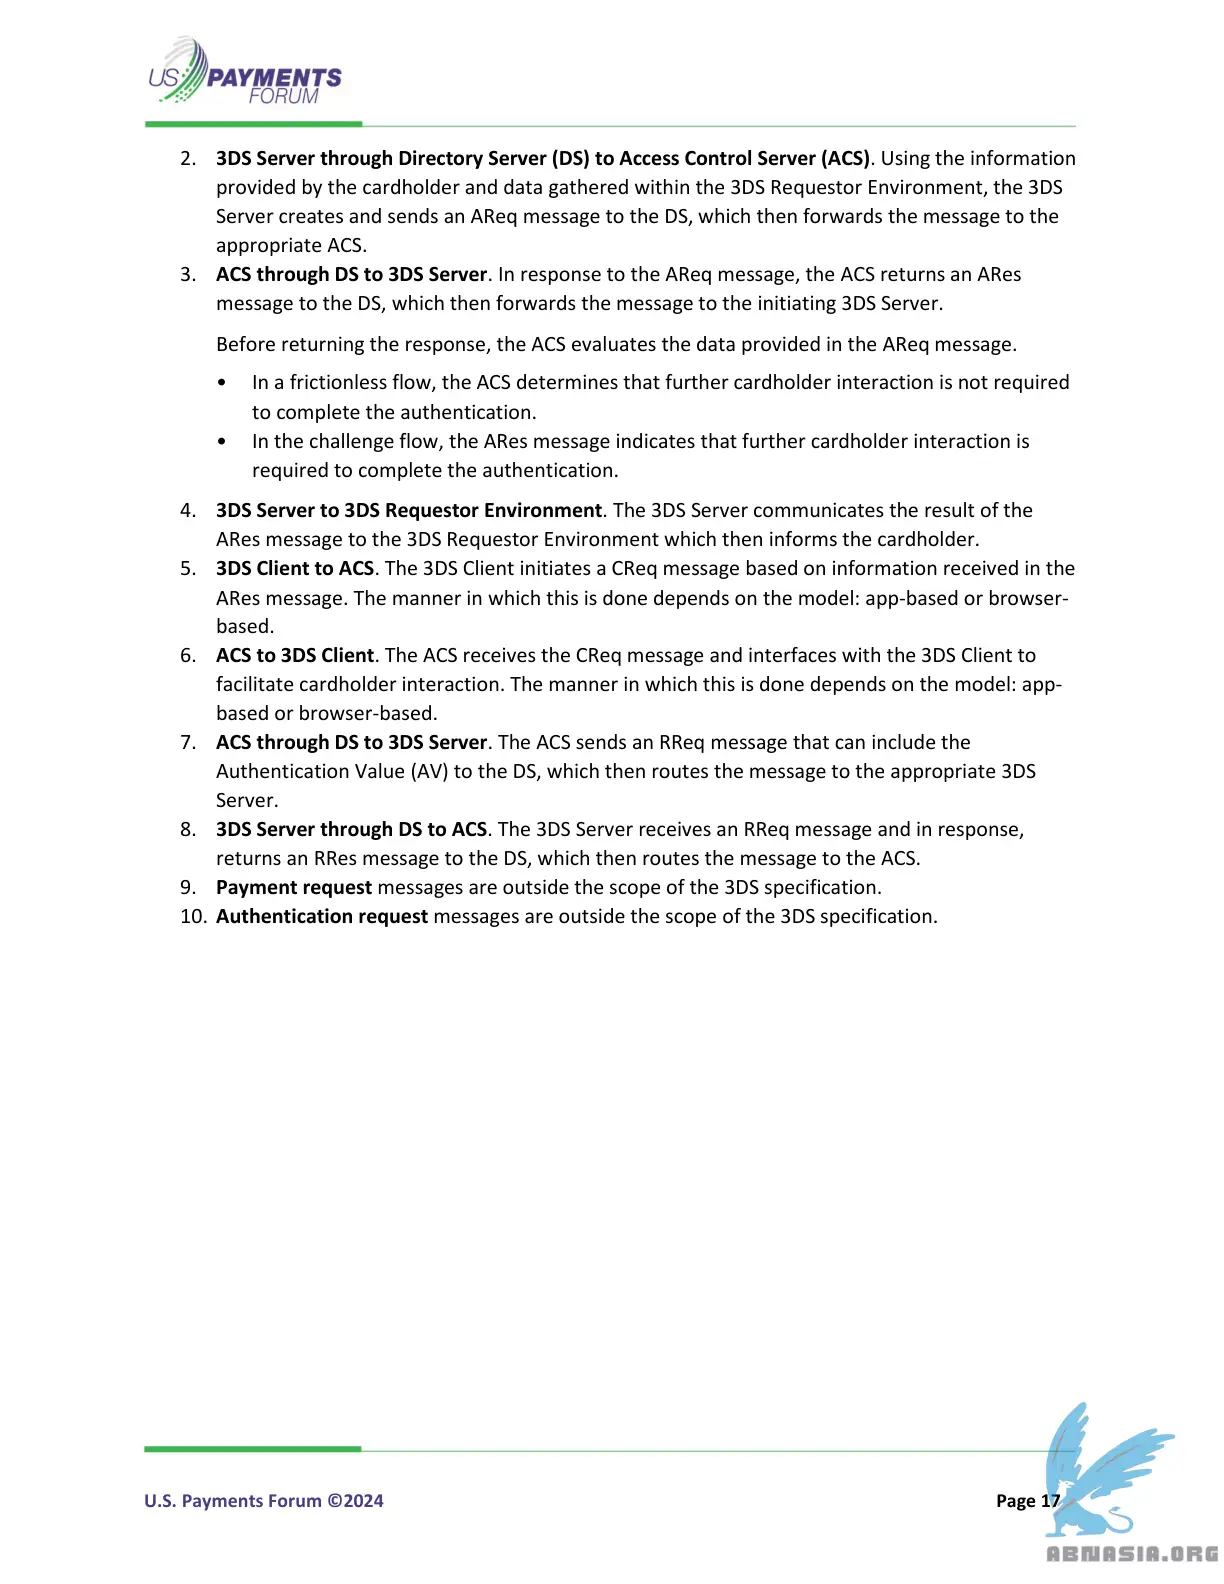 US PAYMENTS
FORUM
2. 3DS Server through Directory Server (DS) to Access Control Server (ACS). Using the information
provided by the cardholder and data gathered within the 3DS Requestor Environment, the 3DS
Server creates and sends an AReq message to the DS, which then forwards the message to the
appropriate ACS.
3. ACS through DS to 3DS Server. In response to the AReq message, the ACS returns an ARes
message to the DS, which then forwards the message to the initiating 3DS Server.
Before returning the response, the ACS evaluates the data provided in the AReq message.
• In a frictionless flow, the ACS determines that further cardholder interaction is not required
to complete the authentication.
• In the challenge flow, the ARes message indicates that further cardholder interaction is
required to complete the authentication.
4. 3DS Server to 3DS Requestor Environment. The 3DS Server communicates the result of the
ARes message to the 3DS Requestor Environment which then informs the cardholder.
5. 3DS Client to ACS. The 3DS Client initiates a CReq message based on information received in the
ARes message. The manner in which this is done depends on the model: app-based or browser-
based.
6. ACS to 3DS Client. The ACS receives the CReq message and interfaces with the 3DS Client to
facilitate cardholder interaction. The manner in which this is done depends on the model: app-
based or browser-based.
7. ACS through DS to 3DS Server. The ACS sends an RReq message that can include the
Authentication Value (AV) to the DS, which then routes the message to the appropriate 3DS
Server.
8. 3DS Server through DS to ACS. The 3DS Server receives an RReq message and in response,
returns an RRes message to the DS, which then routes the message to the ACS.
9. Payment request messages are outside the scope of the 3DS specification.
10. Authentication request messages are outside the scope of the 3DS specification.
U.S. Payments Forum ©2024
Page 17
ABNASIA.ORG